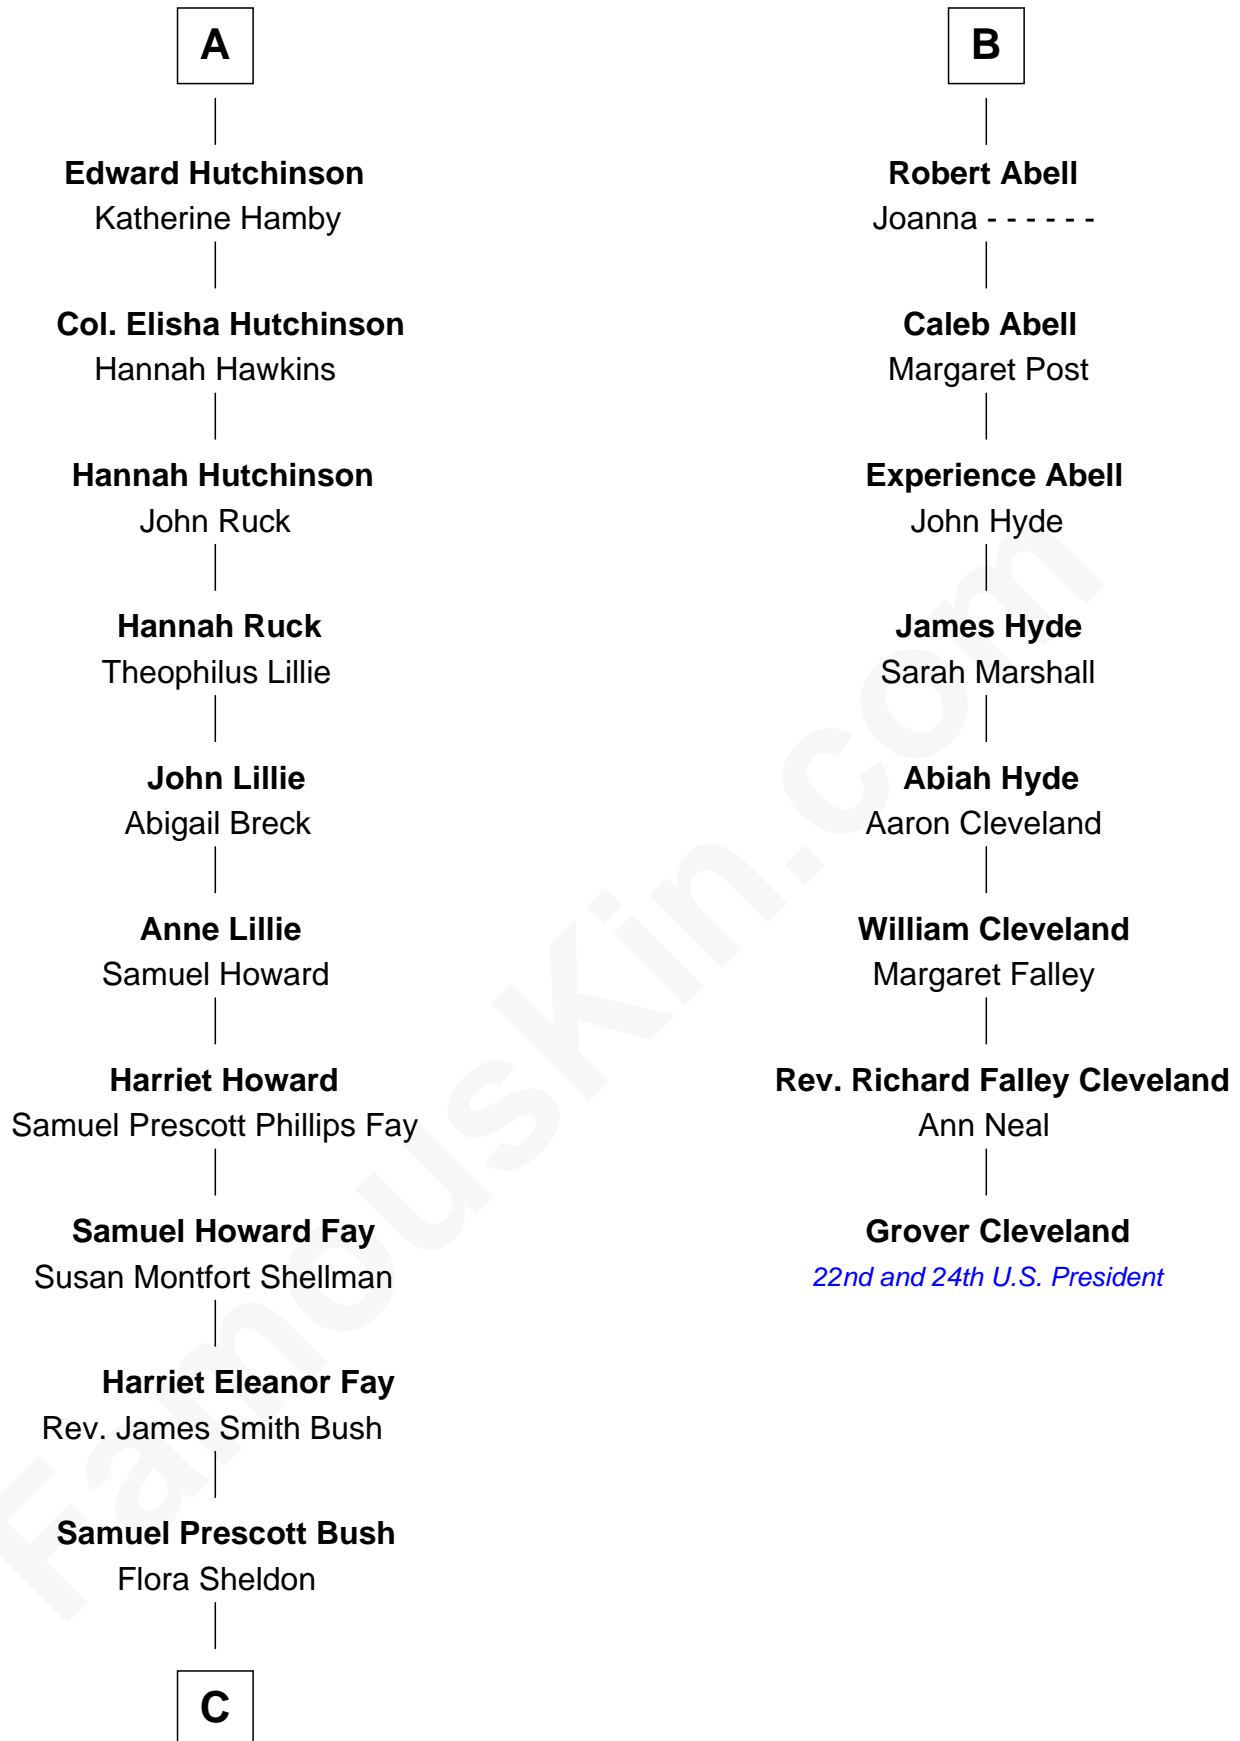 A
Edward Hutchinson
Katherine Hamby
Col. Elisha Hutchinson
Hannah Hawkins
Hannah Hutchinson
John Ruck
Hannah Ruck
Theophilus Lillie
John Lillie
Abigail Breck
Anne Lillie
Samuel Howard
Harriet Howard
Samuel Prescott Phillips Fay
Samuel Howard Fay
Susan Montfort Shellman
Harriet Eleanor Fay
Rev. James Smith Bush
Samuel Prescott Bush
Flora Sheldon
C
B
Robert Abell
Joanna - - - - - -
Caleb Abell
Margaret Post
Experience Abell
John Hyde
James Hyde
Sarah Marshall
Abiah Hyde
Aaron Cleveland
William Cleveland
Margaret Falley
Rev. Richard Falley Cleveland
Ann Neal
Grover Cleveland
22nd and 24th U.S. President
FamousKin.com